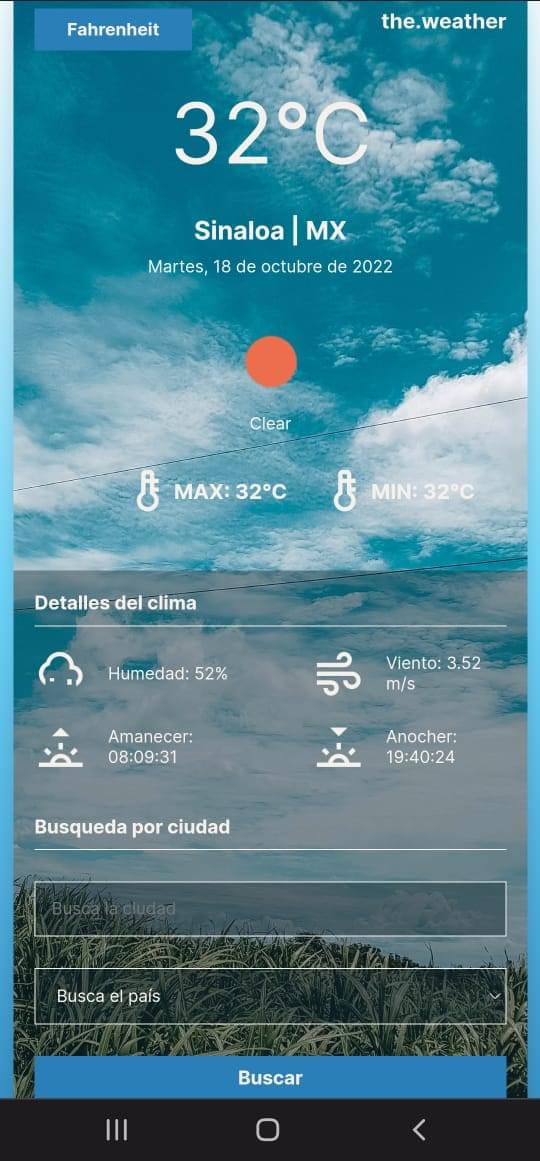 Fahrenheit
the.weather
32°C
Sinaloa | MX
Martes, 18 de octubre de 2022
Clear
MAX: 32°C
MIN: 32°C
Detalles del clima
Humedad: 52%
Viento: 3.52
m/s
Amanecer:
08:09:31
Anocher:
19:40:24
Busqueda por ciudad
Busca la ciudad
Busca el país
Buscar